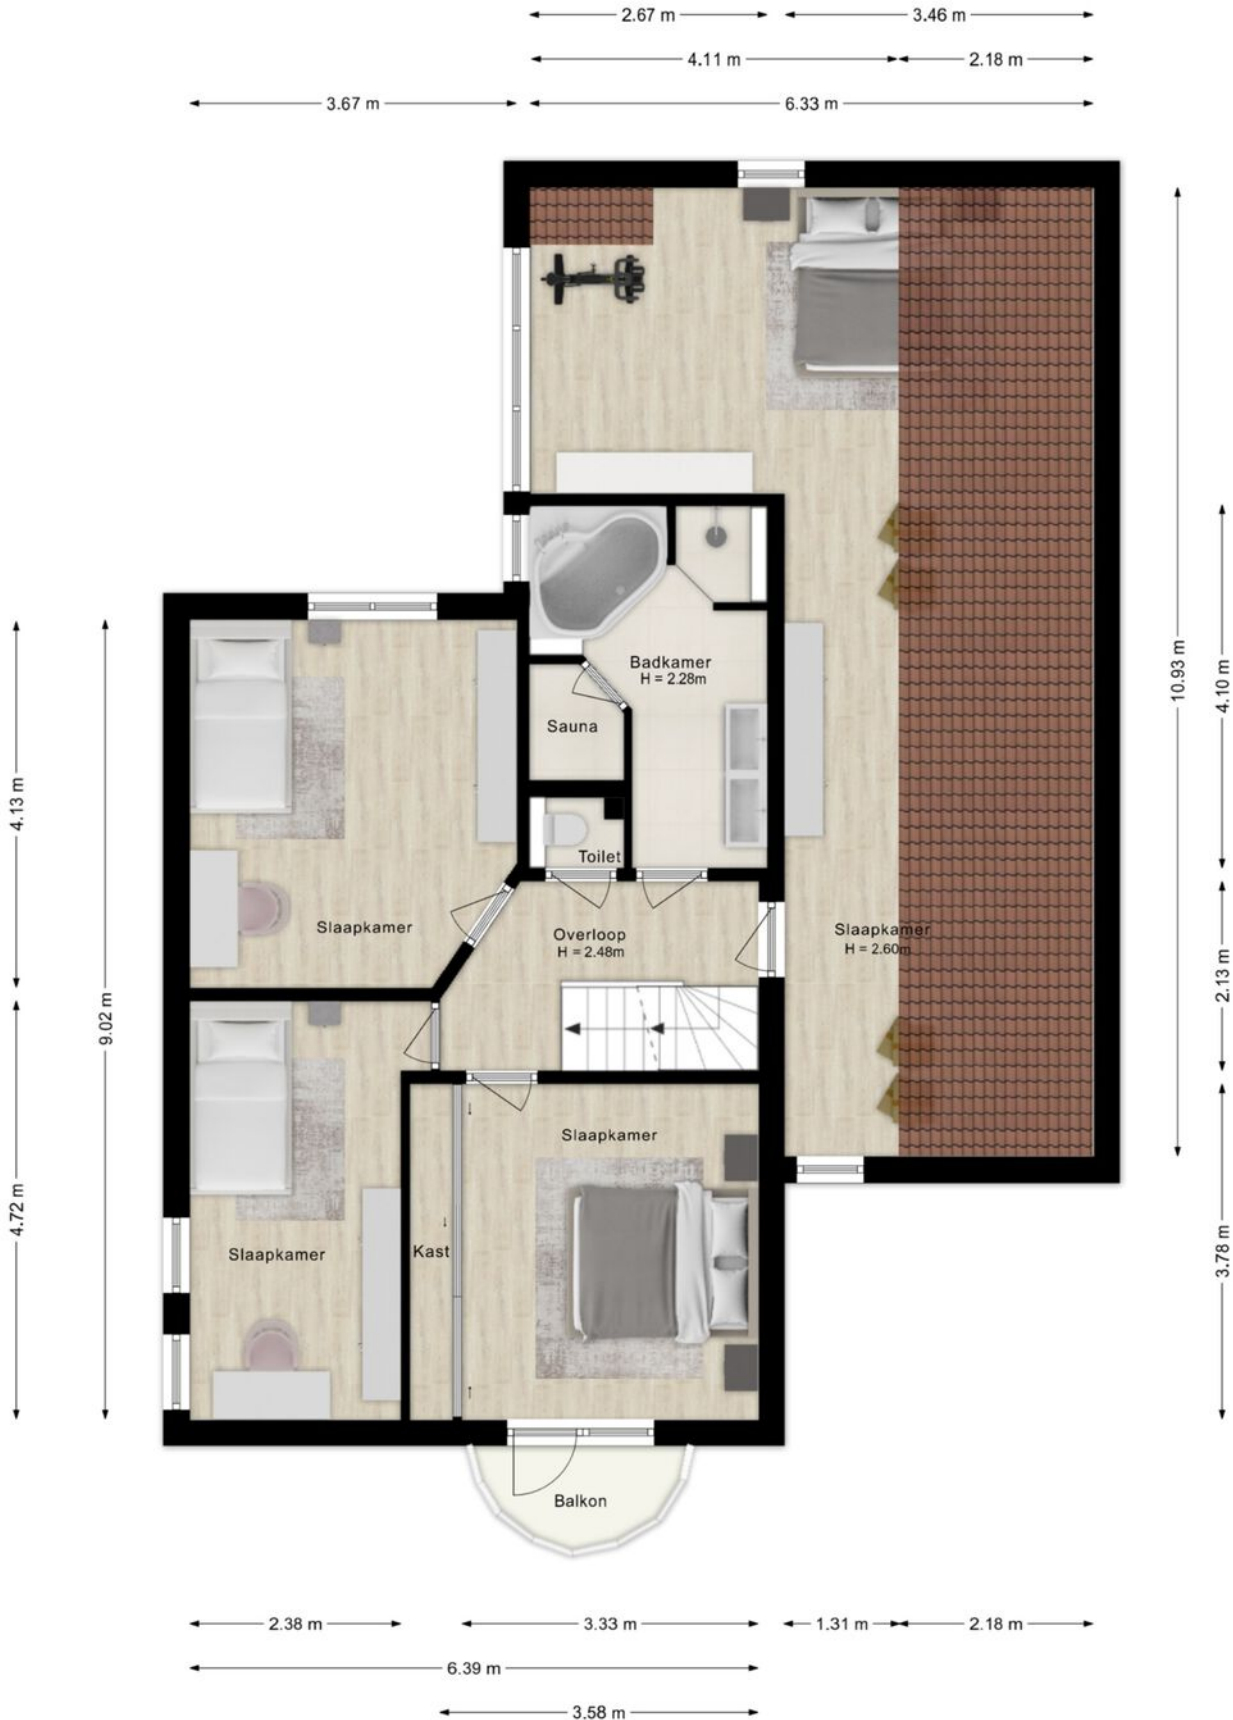 2.67 m
3.46 m
4.11 m
2.18 m
3.67 m
6.33 m
Badkamer
H = 2.28m
Sauna
10.93 m
4.10 m
4.13 m
Toilet
Slaapkamer
Overloop
H = 2.48m
Slaapkamer
H = 2.60m
2.13 m
9.02 m
Slaapkamer
4.72 m
Slaapkamer
Kast
3.78 m
Balkon
2.38 m
3.33 m
1.31 m
2.18 m
6.39 m
3.58 m